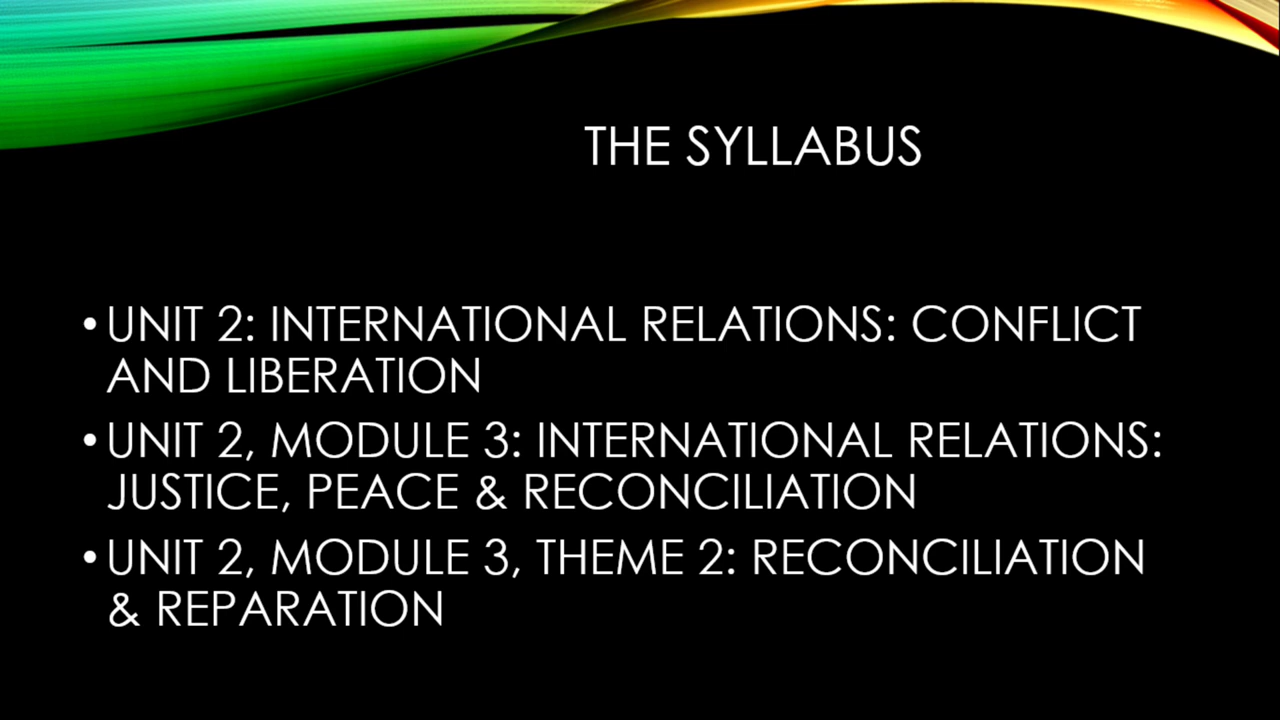 THE SYLLABUS
• UNIT 2: INTERNATIONAL RELATIONS: CONFLICT
AND LIBERATION
• UNIT 2, MODULE 3: INTERNATIONAL RELATIONS:
JUSTICE, PEACE & RECONCILIATION
• UNIT 2, MODULE 3, THEME 2: RECONCILIATION
& REPARATION